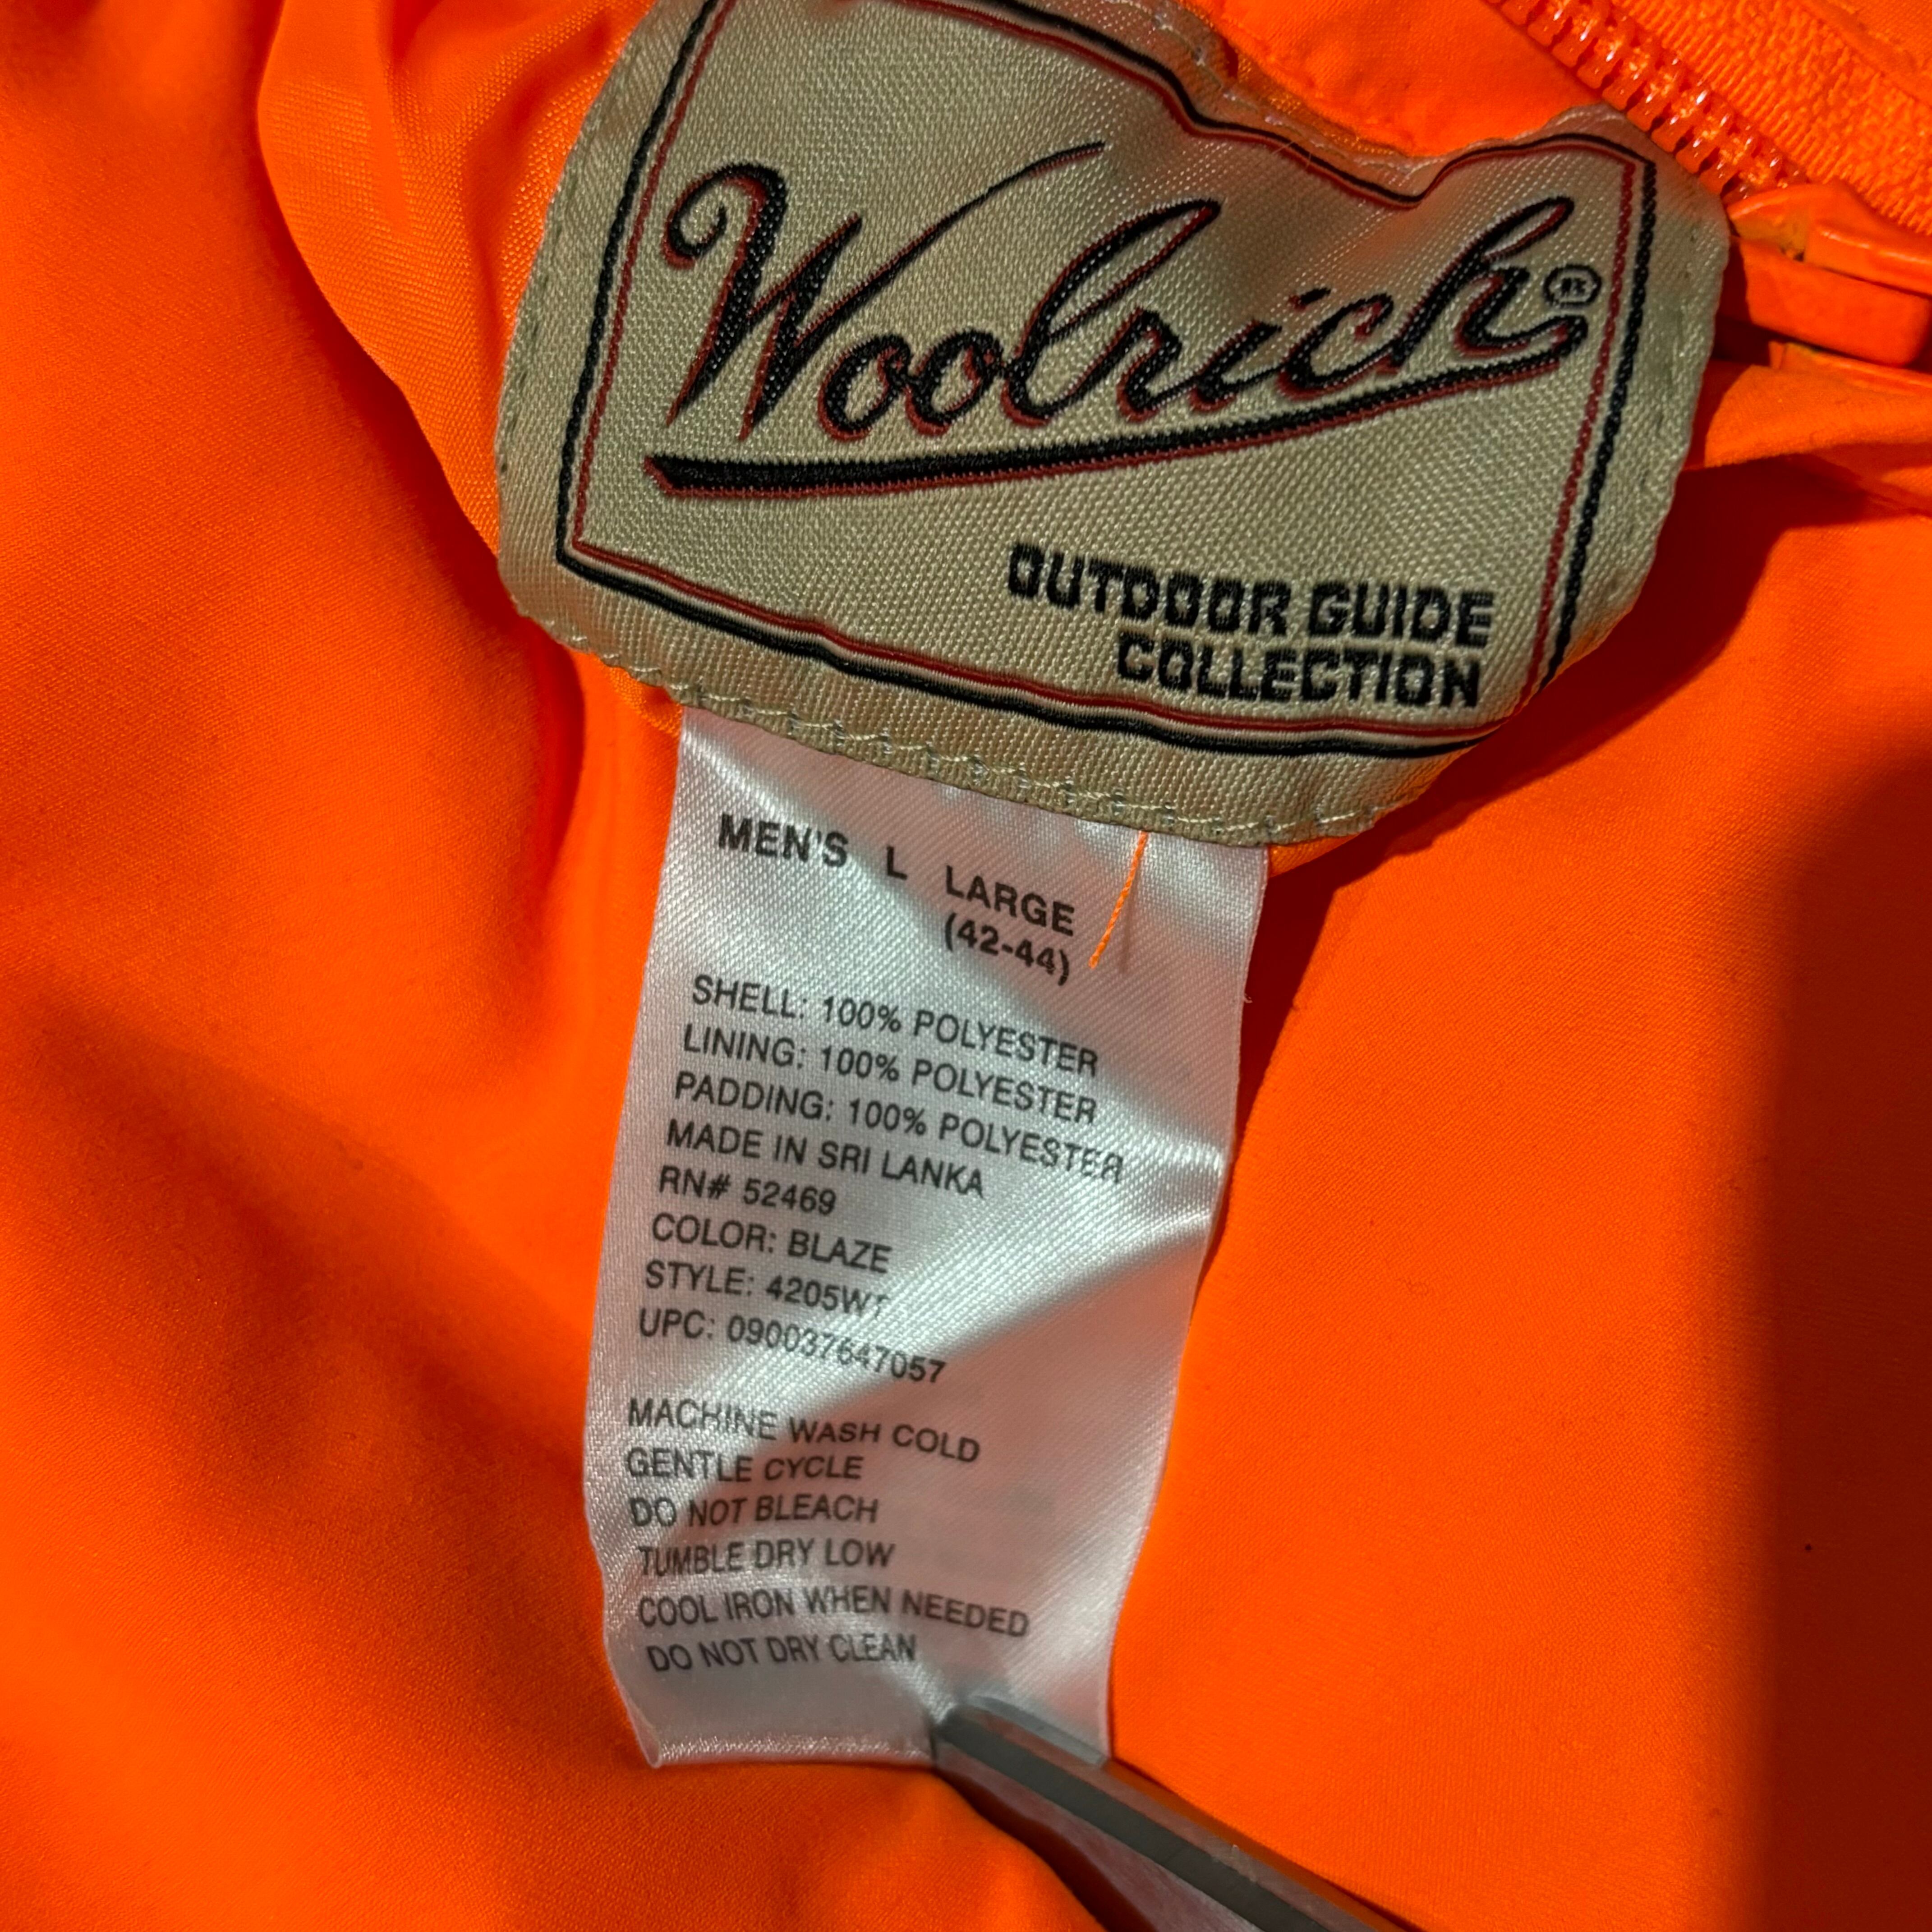 Woolrich®
OUTDOOR GUIDE
COLLECTION
MEN'S L LARGE
(42-44)
SHELL: 100% POLYESTER
LINING: 100% POLYESTER
PADDING: 100% POLYESTER
MADE IN SRI LANKA
RN# 52469
COLOR: BLAZE
STYLE: 4205WT
UPC: 090037647057
MACHINE WASH COLD
GENTLE CYCLE
DO NOT BLEACH
TUMBLE DRY LOW
COOL IRON WHEN NEEDED
DO NOT DRY CLEAN